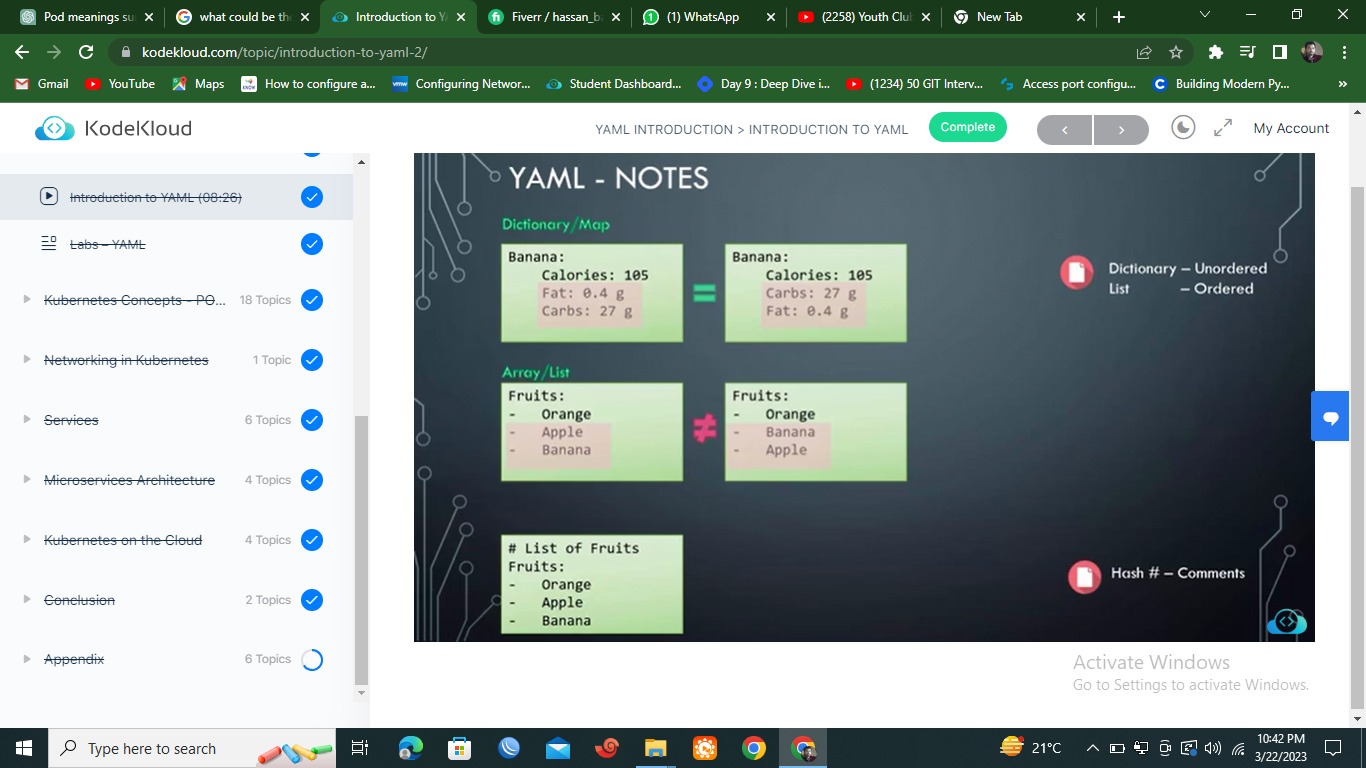 Pod meanings su
what could be the
Introduction to Y
Fiverr / hassan_b
(1) WhatsApp
(2258) Youth Clu
New Tab
kodekloud.com/topic/introduction-to-yaml-2/
Gmail
YouTube
Maps
How to configure a...
Configuring Networ...
Student Dashboard...
Day 9 : Deep Dive i...
(1234) 50 GIT Interv...
Access port configu...
Building Modern Py...
KodeKloud
YAML INTRODUCTION > INTRODUCTION TO YAML
Complete
My Account
Introduction to YAML (08:26)
Labs – YAML
Kubernetes Concepts - PO... 18 Topics
Networking in Kubernetes 1 Topic
Services 6 Topics
Microservices Architecture 4 Topics
Kubernetes on the Cloud 4 Topics
Conclusion 2 Topics
Appendix 6 Topics
YAML - NOTES
Dictionary/Map
Banana:
Calories: 105
Fat: 0.4 g
Carbs: 27 g
=
Banana:
Calories: 105
Carbs: 27 g
Fat: 0.4 g
Dictionary – Unordered
List – Ordered
Array/List
Fruits:
- Orange
- Apple
- Banana
≠
Fruits:
- Orange
- Banana
- Apple
# List of Fruits
Fruits:
- Orange
- Apple
- Banana
Hash # – Comments
Activate Windows
Go to Settings to activate Windows.
Type here to search
21°C
10:42 PM
3/22/2023